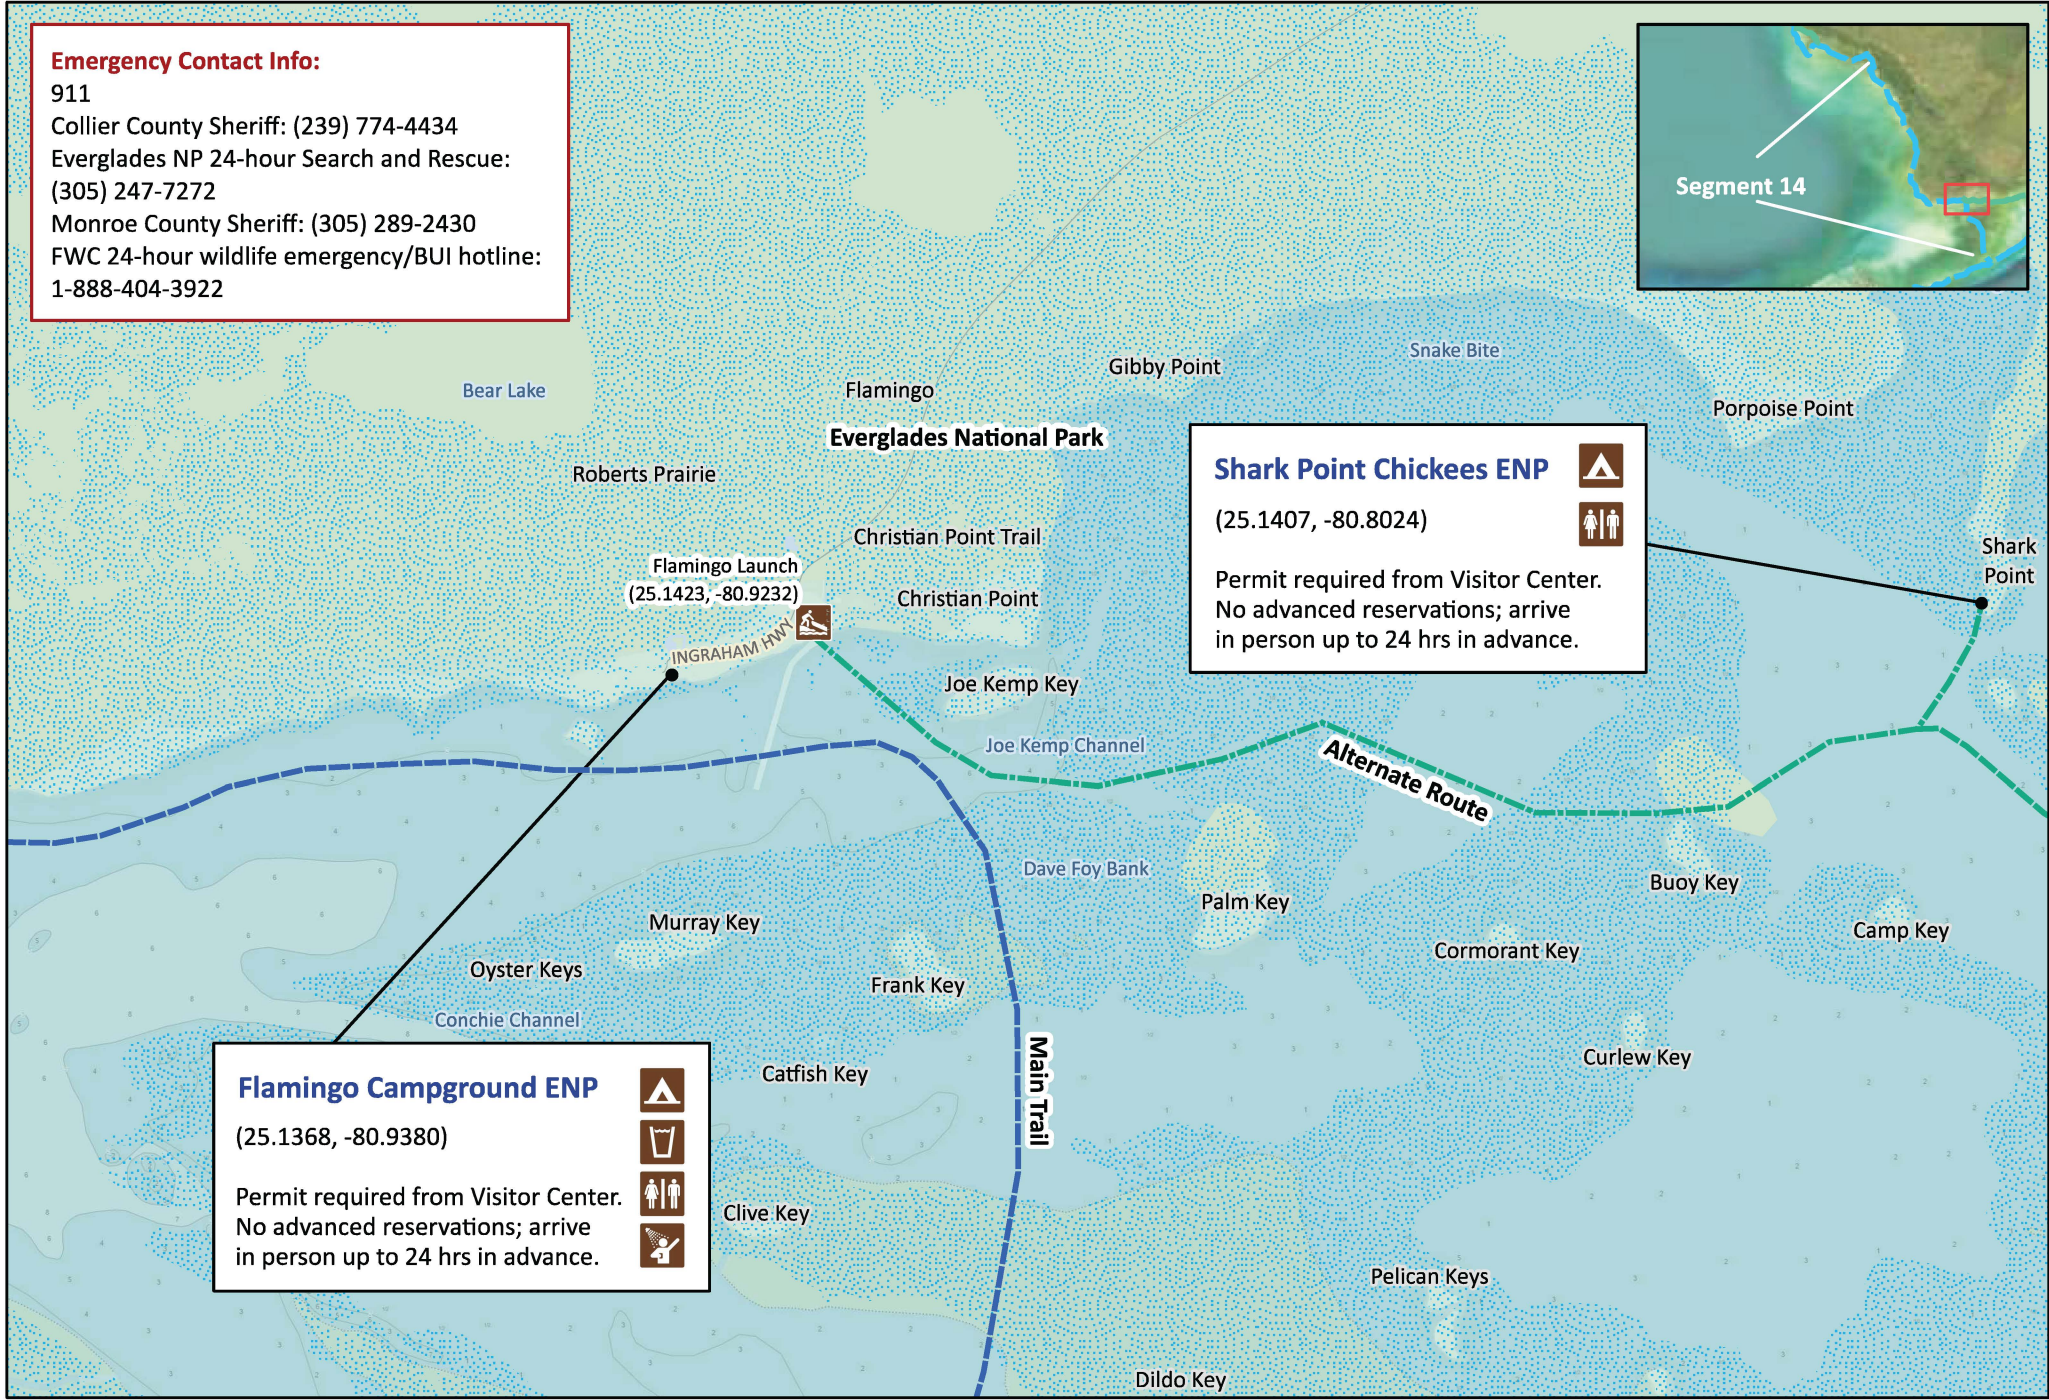 Emergency Contact Info:
911
Collier County Sheriff: (239) 774-4434
Everglades NP 24-hour Search and Rescue:
(305) 247-7272
Monroe County Sheriff: (305) 289-2430
FWC 24-hour wildlife emergency/BUI hotline:
1-888-404-3922
Segment 14
Snake Bite
Gibby Point
Bear Lake
Flamingo
Porpoise Point
Everglades National Park
Roberts Prairie
Shark Point Chickees ENP
(25.1407, -80.8024)
Permit required from Visitor Center.
No advanced reservations; arrive
in person up to 24 hrs in advance.
Christian Point Trail
Shark
Point
Flamingo Launch
(25.1423, -80.9232)
Christian Point
INGRAHAM HWY
Joe Kemp Key
Joe Kemp Channel
Alternate Route
Dave Foy Bank
Palm Key
Buoy Key
Murray Key
Camp Key
Cormorant Key
Oyster Keys
Frank Key
Conchie Channel
Main Trail
Curlew Key
Catfish Key
Flamingo Campground ENP
(25.1368, -80.9380)
Permit required from Visitor Center.
No advanced reservations; arrive
in person up to 24 hrs in advance.
Clive Key
Pelican Keys
Dildo Key